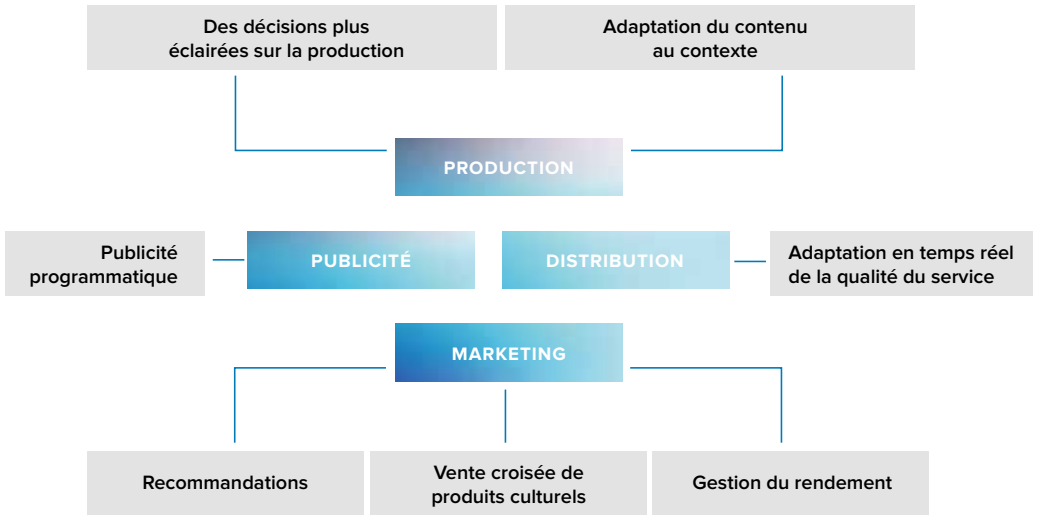 Des décisions plus
éclairées sur la production
Adaptation du contenu
au contexte
PRODUCTION
Publicité
programmatique
PUBLICITÉ
DISTRIBUTION
Adaptation en temps réel
de la qualité du service
MARKETING
Recommandations
Vente croisée de
produits culturels
Gestion du rendement